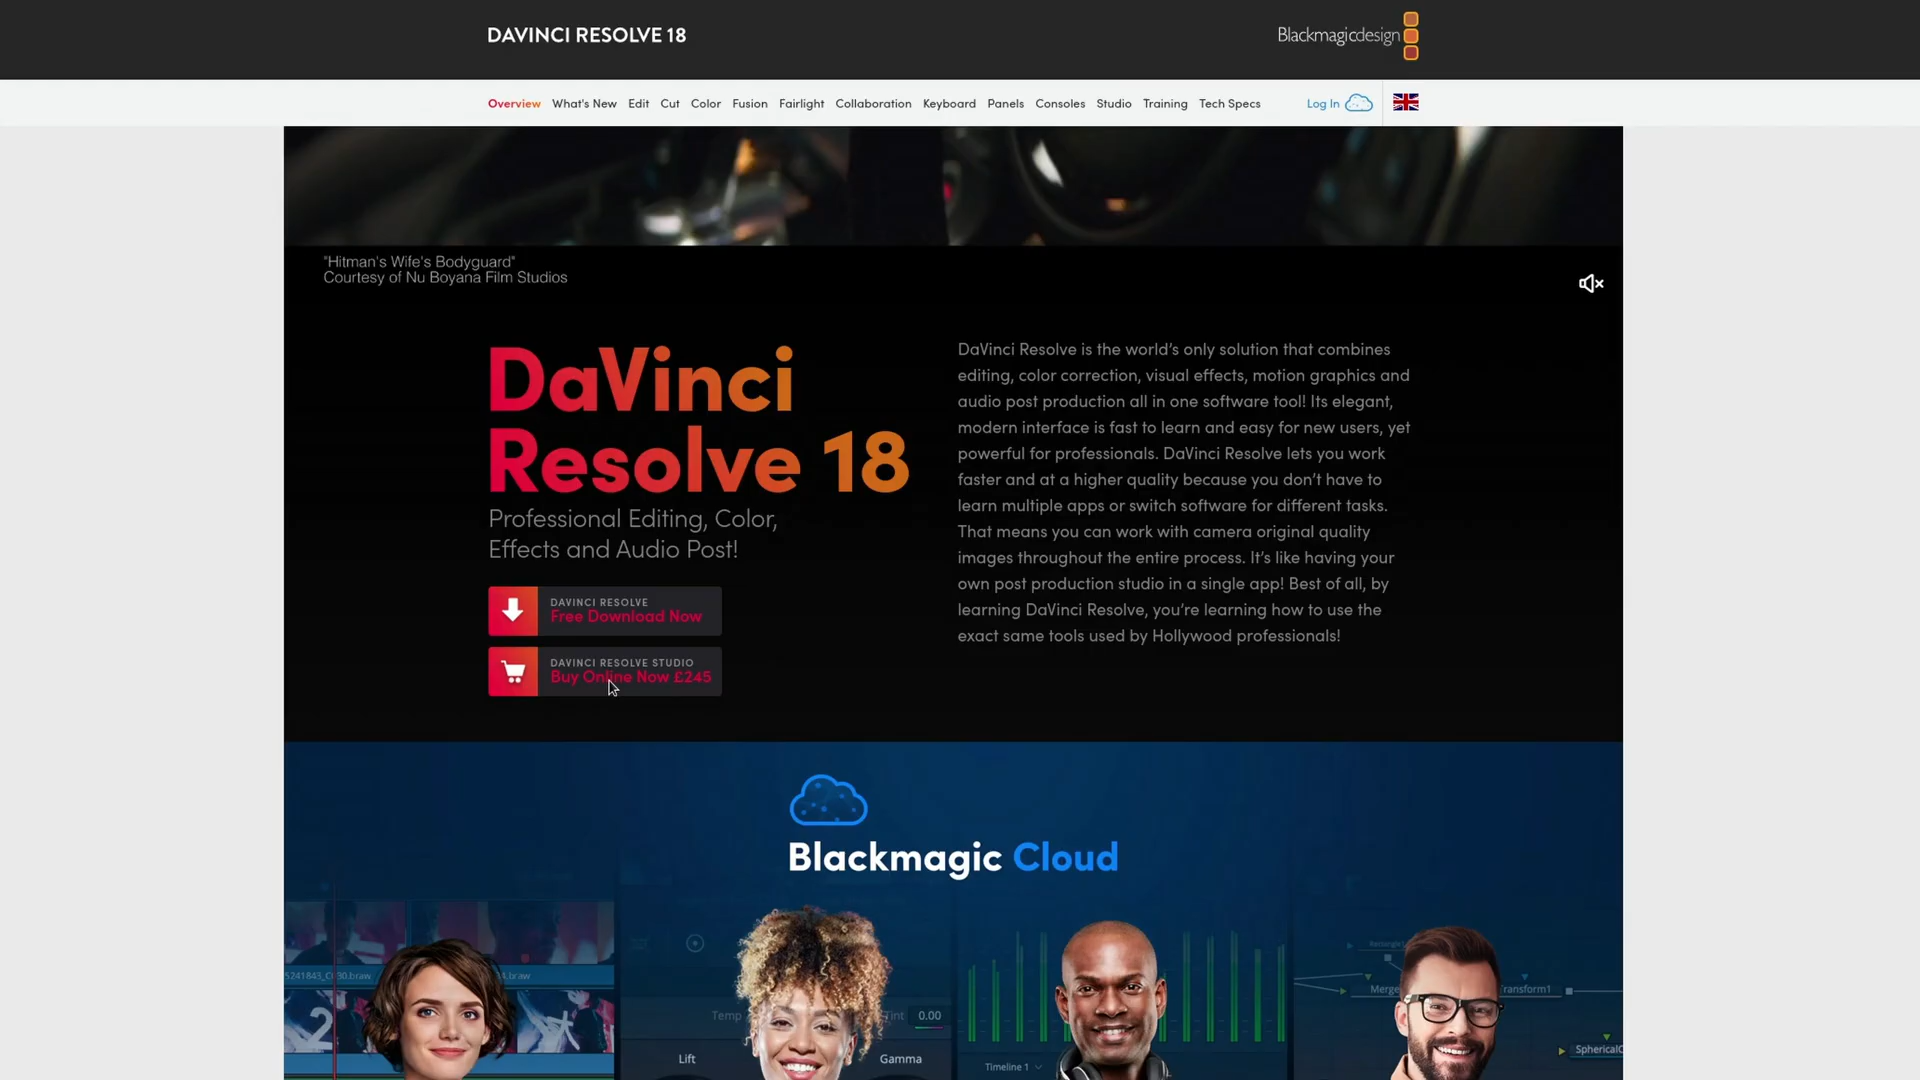 DAVINCI RESOLVE 18
Blackmagicdesign
Overview What's New Edit Cut Color Fusion Fairlight Collaboration Keyboard Panels Consoles Studio Training Tech Specs Log In
"Hitman's Wife's Bodyguard"
Courtesy of Nu Boyana Film Studios
DaVinci
Resolve 18
Professional Editing, Color,
Effects and Audio Post!
DAVINCI RESOLVE
Free Download Now
DAVINCI RESOLVE STUDIO
Buy Online Now £245
DaVinci Resolve is the world's only solution that combines
editing, color correction, visual effects, motion graphics and
audio post production all in one software tool! Its elegant,
modern interface is fast to learn and easy for new users, yet
powerful for professionals. DaVinci Resolve lets you work
faster and at a higher quality because you don't have to
learn multiple apps or switch software for different tasks.
That means you can work with camera original quality
images throughout the entire process. It's like having your
own post production studio in a single app! Best of all, by
learning DaVinci Resolve, you're learning how to use the
exact same tools used by Hollywood professionals!
Blackmagic Cloud
.braw
2
Temp
Tint 0.00
Lift
Gamma
Timeline 1
Rectangle
Merge
Transform1
SphericalC